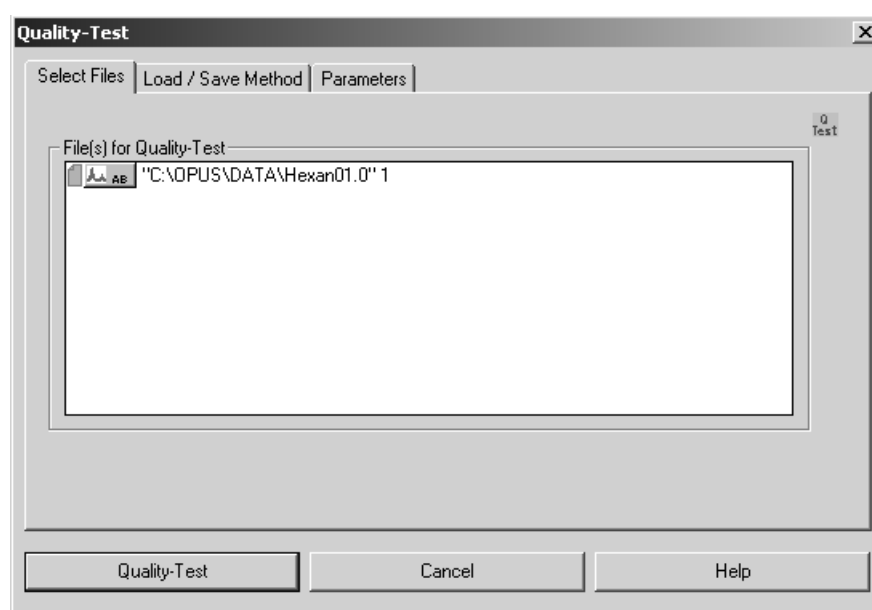 Quality-Test
Select Files Load / Save Method Parameters
Q
Test
File(s) for Quality-Test
AB "C:\OPUS\DATA\Hexan01.0" 1
Quality-Test Cancel Help